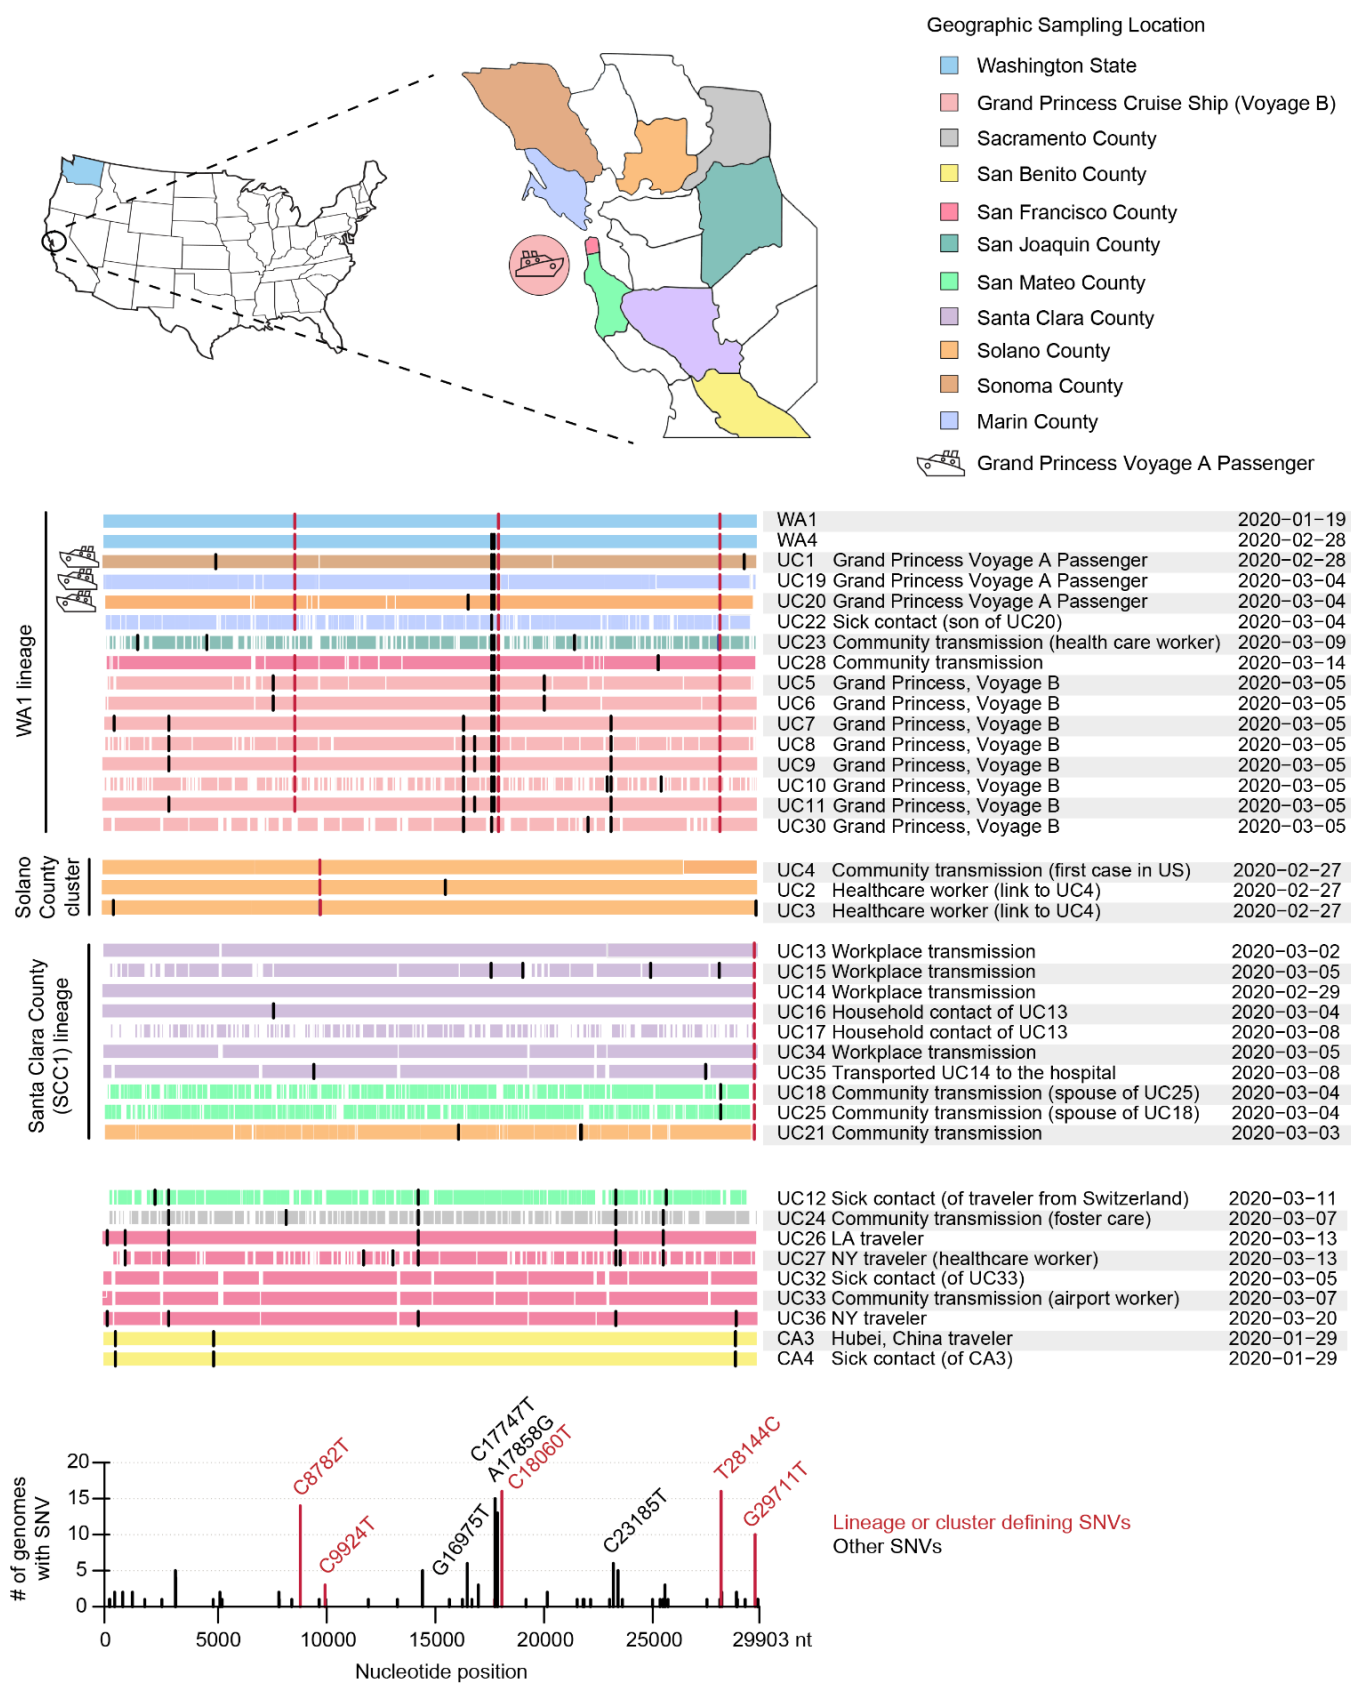 Geographic Sampling Location
Washington State
Grand Princess Cruise Ship (Voyage B)
Sacramento County
San Benito County
San Francisco County
San Joaquin County
San Mateo County
Santa Clara County
Solano County
Sonoma County
Marin County
Grand Princess Voyage A Passenger
WA1 lineage
WA1 2020-01-19
WA4 2020-02-28
UC1 Grand Princess Voyage A Passenger 2020-02-28
UC19 Grand Princess Voyage A Passenger 2020-03-04
UC20 Grand Princess Voyage A Passenger 2020-03-04
UC22 Sick contact (son of UC20) 2020-03-04
UC23 Community transmission (health care worker) 2020-03-09
UC28 Community transmission 2020-03-14
UC5 Grand Princess, Voyage B 2020-03-05
UC6 Grand Princess, Voyage B 2020-03-05
UC7 Grand Princess, Voyage B 2020-03-05
UC8 Grand Princess, Voyage B 2020-03-05
UC9 Grand Princess, Voyage B 2020-03-05
UC10 Grand Princess, Voyage B 2020-03-05
UC11 Grand Princess, Voyage B 2020-03-05
UC30 Grand Princess, Voyage B 2020-03-05
Solano
County
cluster
UC4 Community transmission (first case in US) 2020-02-27
UC2 Healthcare worker (link to UC4) 2020-02-27
UC3 Healthcare worker (link to UC4) 2020-02-27
Santa Clara County
(SCC1) lineage
UC13 Workplace transmission 2020-03-02
UC15 Workplace transmission 2020-03-05
UC14 Workplace transmission 2020-02-29
UC16 Household contact of UC13 2020-03-04
UC17 Household contact of UC13 2020-03-08
UC34 Workplace transmission 2020-03-05
UC35 Transported UC14 to the hospital 2020-03-08
UC18 Community transmission (spouse of UC25) 2020-03-04
UC25 Community transmission (spouse of UC18) 2020-03-04
UC21 Community transmission 2020-03-03
UC12 Sick contact (of traveler from Switzerland) 2020-03-11
UC24 Community transmission (foster care) 2020-03-07
UC26 LA traveler 2020-03-13
UC27 NY traveler (healthcare worker) 2020-03-13
UC32 Sick contact (of UC33) 2020-03-05
UC33 Community transmission (airport worker) 2020-03-07
UC36 NY traveler 2020-03-20
CA3 Hubei, China traveler 2020-01-29
CA4 Sick contact (of CA3) 2020-01-29
# of genomes
with SNV
20
15
10
5
0
C8782T
C9924T
G16975T
C17747T
A17858G
C18060T
C23185T
T28144C
G29711T
Lineage or cluster defining SNVs
Other SNVs
0 5000 10000 15000 20000 25000 29903 nt
Nucleotide position